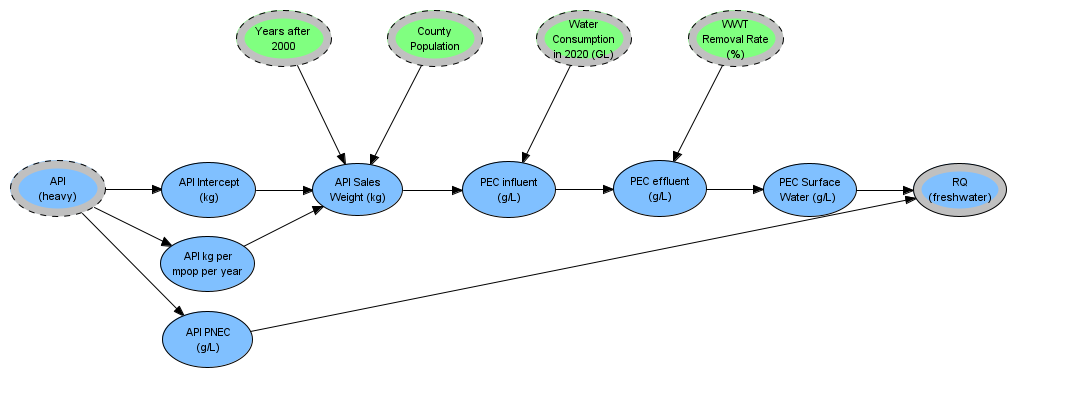 Years after
2000
County
Population
Water
Consumption
in 2020 (GL)
WWT
Removal Rate
(%)
API
(heavy)
API Intercept
(kg)
API Sales
Weight (kg)
PEC influent
(g/L)
PEC effluent
(g/L)
PEC Surface
Water (g/L)
RQ
(freshwater)
API kg per
mpop per year
API PNEC
(g/L)